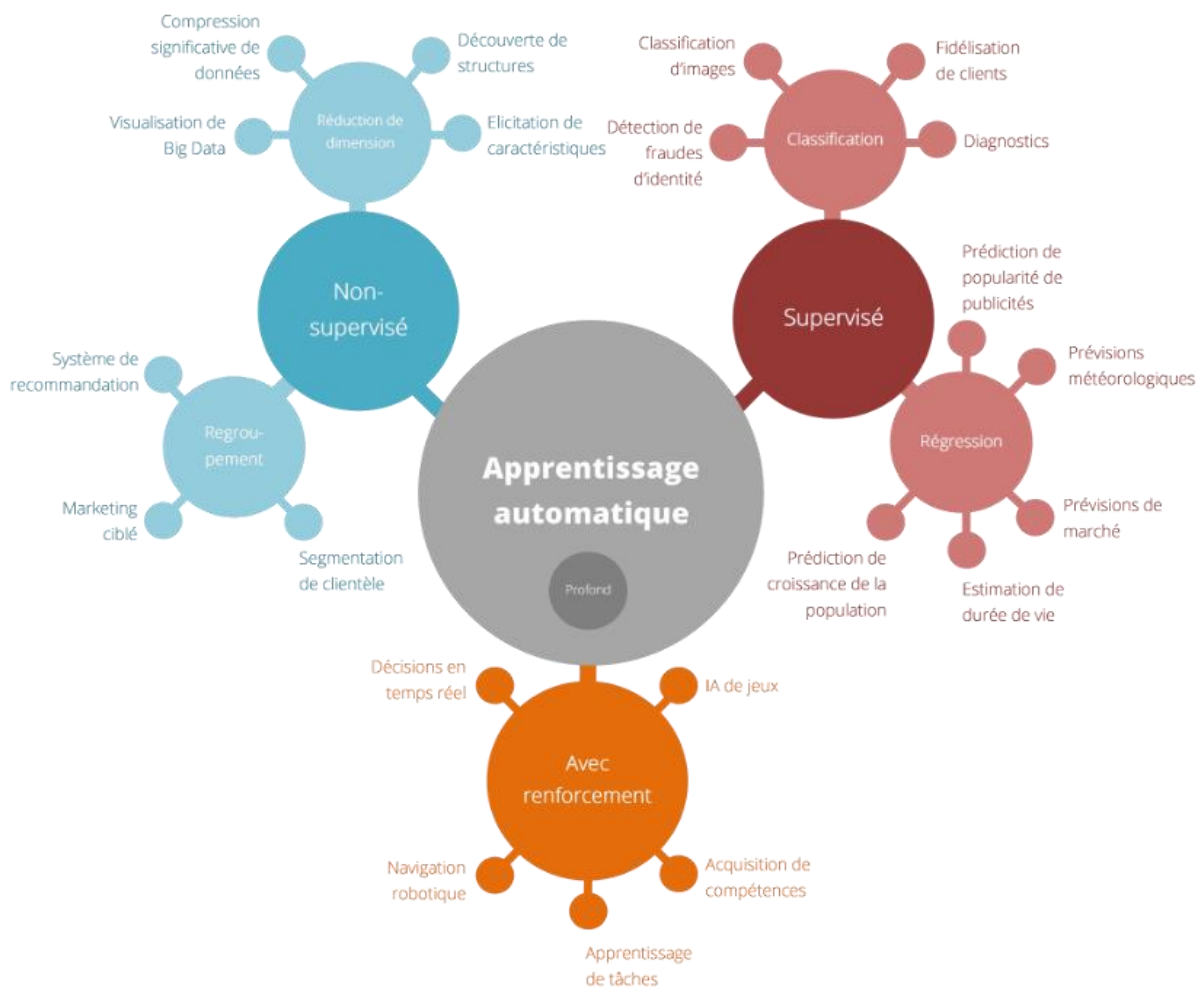 Compression
significative de
données
Découverte de
structures
Visualisation de
Big Data
Réduction de
dimension
Elicitation de
caractéristiques
Classification
d'images
Fidélisation
de clients
Détection de
fraudes
d'identité
Classification
Diagnostics
Non-
supervisé
Supervisé
Prédiction de
popularité de
publicités
Système de
recommandation
Prévisions
météorologiques
Regrou-
pement
Régression
Marketing
ciblé
Segmentation
de clientèle
Prévisions de
marché
Prédiction de
croissance de la
population
Estimation de
durée de vie
Apprentissage
automatique
Profond
Décisions en
temps réel
IA de jeux
Avec
renforcement
Navigation
robotique
Acquisition de
compétences
Apprentissage
de tâches